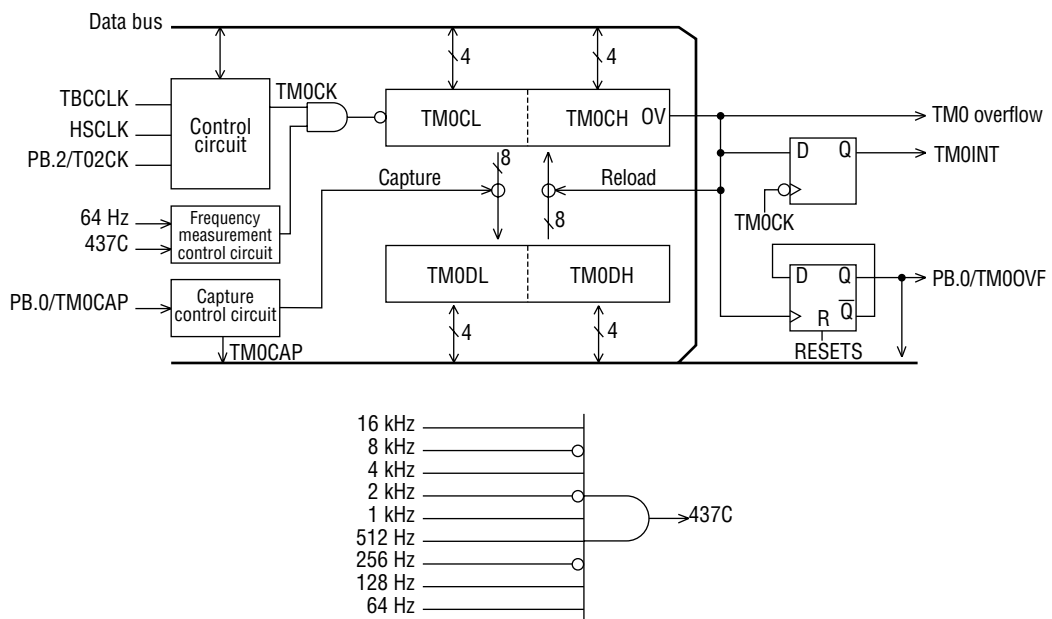 Data bus
4
4
TBCCLK
HSCLK
PB.2/T02CK
Control
circuit
TM0CK
TM0CL
TM0CH
OV
TM0 overflow
D
Q
TM0INT
TM0CK
8
Capture
Reload
8
64 Hz
437C
Frequency
measurement
control circuit
PB.0/TM0CAP
Capture
control circuit
TM0CAP
TM0DL
TM0DH
4
4
D
Q
Q
R
RESETS
PB.0/TM0OVF
16 kHz
8 kHz
4 kHz
2 kHz
1 kHz
512 Hz
256 Hz
128 Hz
64 Hz
437C